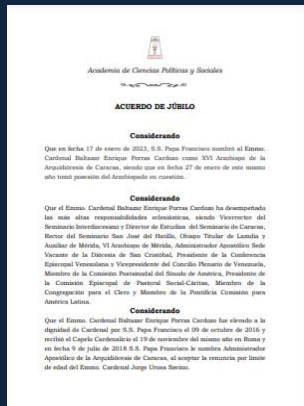 Academia de Ciencias Políticas y Sociales
ACUERDO DE JÚBILO
Considerando
Que en fecha 17 de enero de 2023, S.S. Papa Francisco nombró al Emmo.
Cardenal Baltazar Enrique Porras Cardozo como XVI Arzobispo de la
Arquidiócesis de Caracas, siendo que en fecha 27 de enero de este mismo
año tomó posesión del Arzobispado en cuestión.
Considerando
Que el Emmo. Cardenal Baltazar Enrique Porras Cardozo ha desempeñado
las más altas responsabilidades eclesiásticas, siendo Vicerrector del
Seminario Interdiocesano y Director de Estudios del Seminario de Caracas,
Rector del Seminario San José del Hatillo, Obispo Titular de Lamdia y
Auxiliar de Mérida, VI Arzobispo de Mérida, Administrador Apostólico Sede
Vacante de la Diócesis de San Cristóbal, Presidente de la Conferencia
Episcopal Venezolana y Vicepresidente del Concilio Plenario de Venezuela,
Miembro de la Comisión Postsinodal del Sínodo de América, Presidente de
la Comisión Episcopal de Pastoral Social-Cáritas, Miembro de la
Congregación para el Clero y Miembro de la Pontificia Comisión para
América Latina.
Considerando
Que el Emmo. Cardenal Baltazar Enrique Porras Cardozo fue elevado a la
dignidad de Cardenal por S.S. Papa Francisco el 09 de octubre de 2016 y
recibió el Capelo Cardenalicio el 19 de noviembre del mismo año en Roma y
en fecha 9 de julio de 2018 S.S. Papa Francisco le nombra Administrador
Apostólico de la Arquidiócesis de Caracas, al aceptar la renuncia por límite
de edad del Emmo. Cardenal Jorge Urosa Savino.